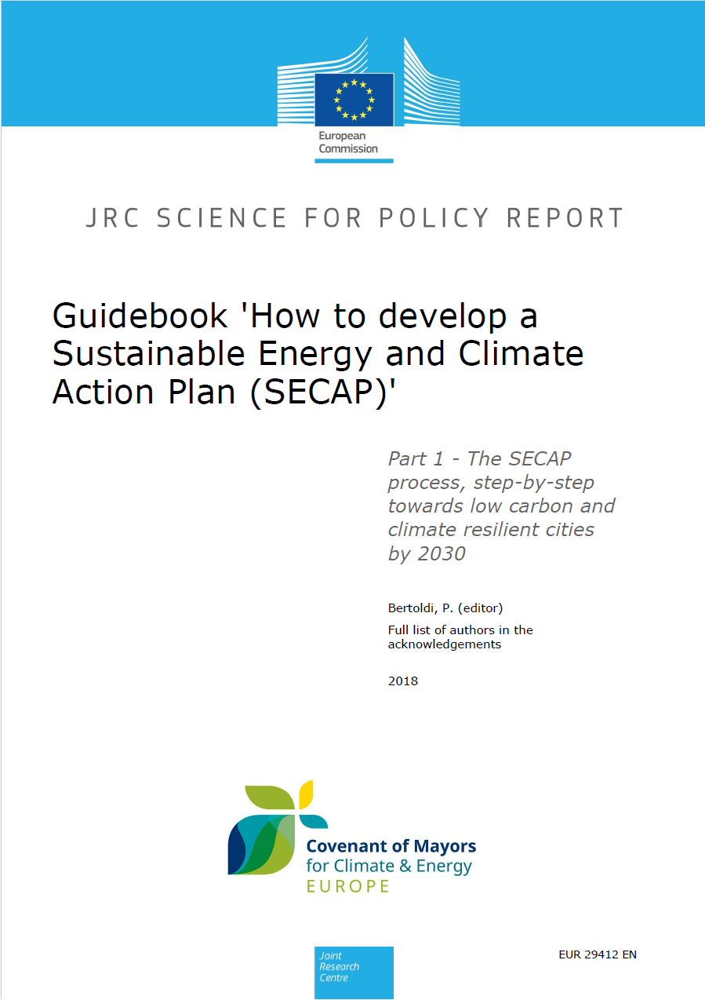 European
Commission
JRC SCIENCE FOR POLICY REPORT
Guidebook 'How to develop a
Sustainable Energy and Climate
Action Plan (SECAP)'
Part 1 - The SECAP
process, step-by-step
towards low carbon and
climate resilient cities
by 2030
Bertoldi, P. (editor)
Full list of authors in the
acknowledgements
2018
Covenant of Mayors
for Climate & Energy
EUROPE
Joint
Research
Centre
EUR 29412 EN